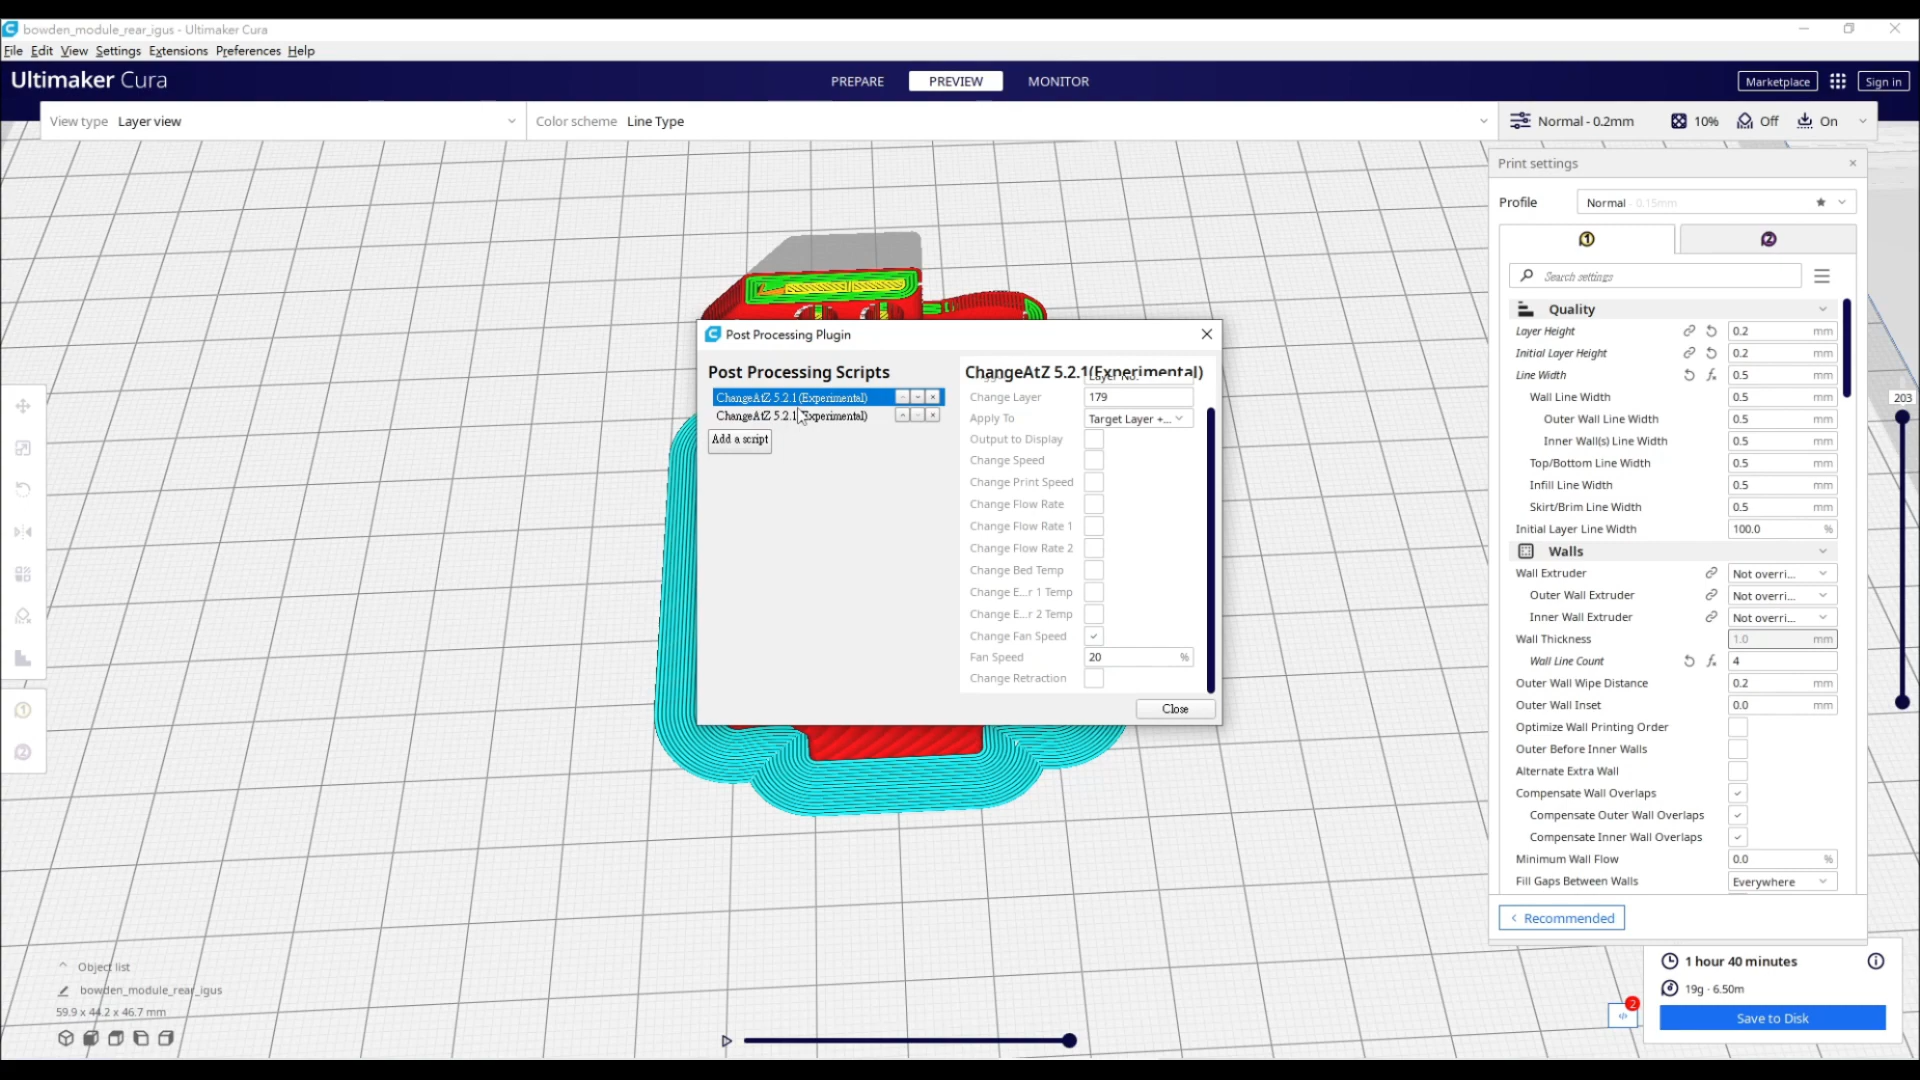 bowden_module_rear_igus - Ultimaker Cura
File Edit View Settings Extensions Preferences Help
Ultimaker Cura
PREPARE
PREVIEW
MONITOR
Marketplace
Sign in
View type Layer view
Color scheme Line Type
Normal - 0.2mm
10%
Off
On
Print settings
Profile
Normal - 0.15mm
1
2
Search settings
Quality
Layer Height 0.2 mm
Initial Layer Height 0.2 mm
Line Width 0.5 mm
Wall Line Width 0.5 mm
Outer Wall Line Width 0.5 mm
Inner Wall(s) Line Width 0.5 mm
Top/Bottom Line Width 0.5 mm
Infill Line Width 0.5 mm
Skirt/Brim Line Width 0.5 mm
Initial Layer Line Width 100.0 %
Walls
Wall Extruder Not overri...
Outer Wall Extruder Not overri...
Inner Wall Extruder Not overri...
Wall Thickness 1.0 mm
Wall Line Count 4
Outer Wall Wipe Distance 0.2 mm
Outer Wall Inset 0.0 mm
Optimize Wall Printing Order
Outer Before Inner Walls
Alternate Extra Wall
Compensate Wall Overlaps
Compensate Outer Wall Overlaps
Compensate Inner Wall Overlaps
Minimum Wall Flow 0.0 %
Fill Gaps Between Walls Everywhere
Recommended
203
Post Processing Plugin
Post Processing Scripts
ChangeAtZ 5.2.1 (Experimental)
ChangeAtZ 5.2.1 (Experimental)
Add a script
ChangeAtZ 5.2.1(Experimental)
Layer No.
Change Layer 179
Apply To Target Layer +...
Output to Display
Change Speed
Change Print Speed
Change Flow Rate
Change Flow Rate 1
Change Flow Rate 2
Change Bed Temp
Change E...r 1 Temp
Change E...r 2 Temp
Change Fan Speed
Fan Speed 20 %
Change Retraction
Close
1
2
Object list
bowden_module_rear_igus
59.9 x 44.2 x 46.7 mm
1 hour 40 minutes
19g · 6.50m
2
Save to Disk